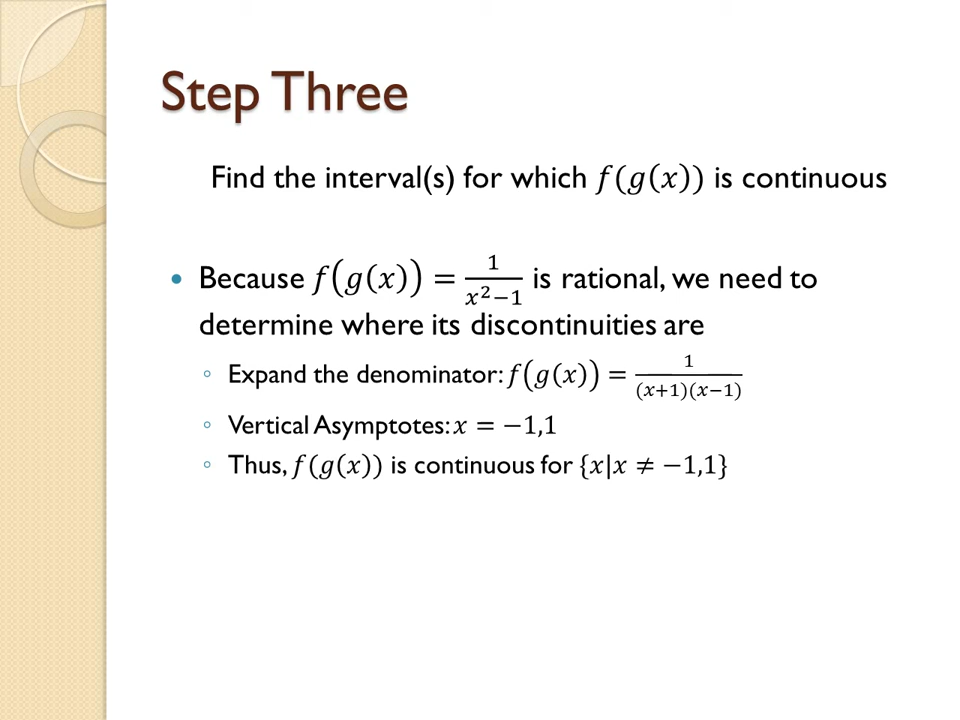 Step Three
Find the interval(s) for which 𝑓(𝑔(𝑥)) is continuous
• Because 𝑓(𝑔(𝑥)) = 1/(𝑥²−1) is rational, we need to
determine where its discontinuities are
◦ Expand the denominator: 𝑓(𝑔(𝑥)) = 1/((𝑥+1)(𝑥−1))
◦ Vertical Asymptotes: 𝑥 = −1,1
◦ Thus, 𝑓(𝑔(𝑥)) is continuous for {𝑥|𝑥 ≠ −1,1}